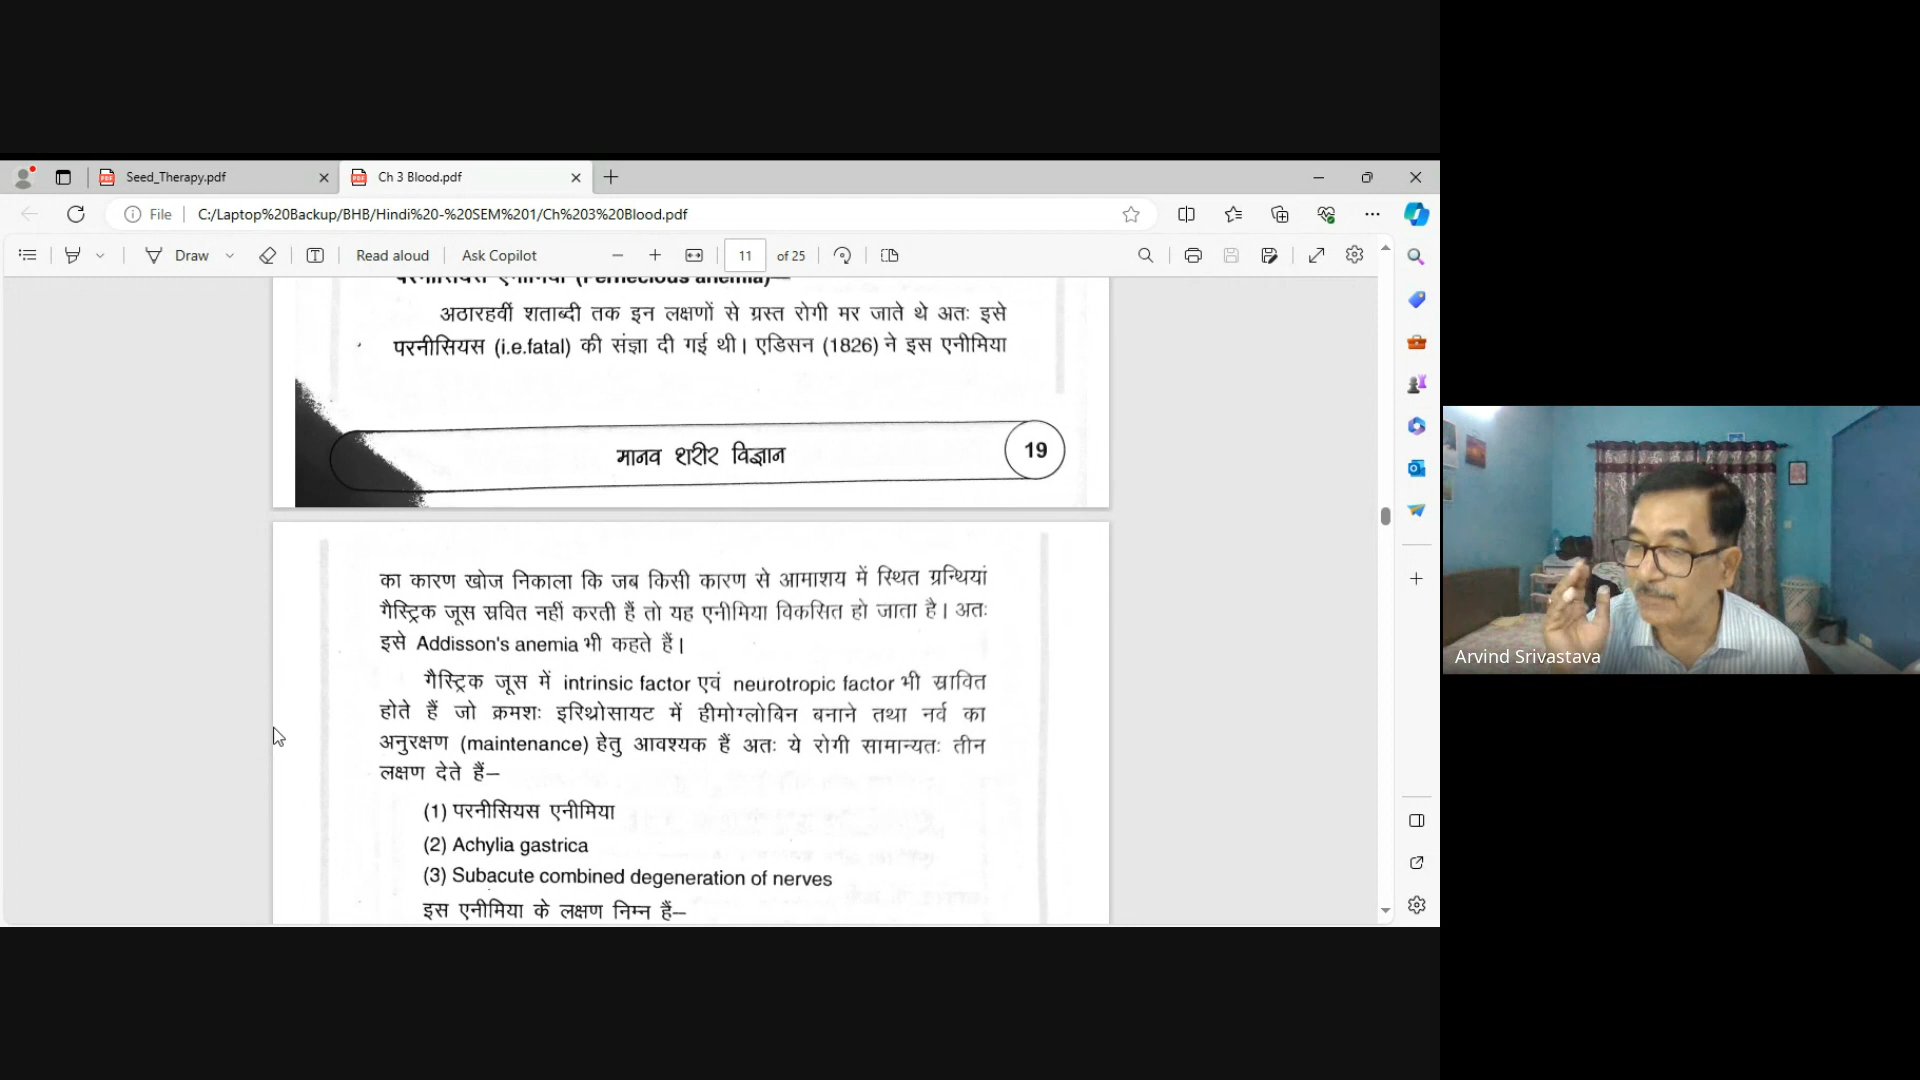 Seed_Therapy.pdf
Ch 3 Blood.pdf
File
C:/Laptop%20Backup/BHB/Hindi%20-%20SEM%201/Ch%203%20Blood.pdf
Draw
Read aloud
Ask Copilot
11
of 25
परनीसियस एनीमिया (Pernecious anemia)—
अठारहवीं शताब्दी तक इन लक्षणों से ग्रस्त रोगी मर जाते थे अतः इसे
परनीसियस (i.e.fatal) की संज्ञा दी गई थी। एडिसन (1826) ने इस एनीमिया
मानव शरीर विज्ञान
19
का कारण खोज निकाला कि जब किसी कारण से आमाशय में स्थित ग्रन्थियां
गैस्ट्रिक जूस स्रवित नहीं करती हैं तो यह एनीमिया विकसित हो जाता है। अतः
इसे Addisson's anemia भी कहते हैं।
गैस्ट्रिक जूस में intrinsic factor एवं neurotropic factor भी स्रावित
होते हैं जो क्रमशः इरिथ्रोसायट में हीमोग्लोबिन बनाने तथा नर्व का
अनुरक्षण (maintenance) हेतु आवश्यक हैं अतः ये रोगी सामान्यतः तीन
लक्षण देते हैं—
(1) परनीसियस एनीमिया
(2) Achylia gastrica
(3) Subacute combined degeneration of nerves
इस एनीमिया के लक्षण निम्न हैं—
Arvind Srivastava